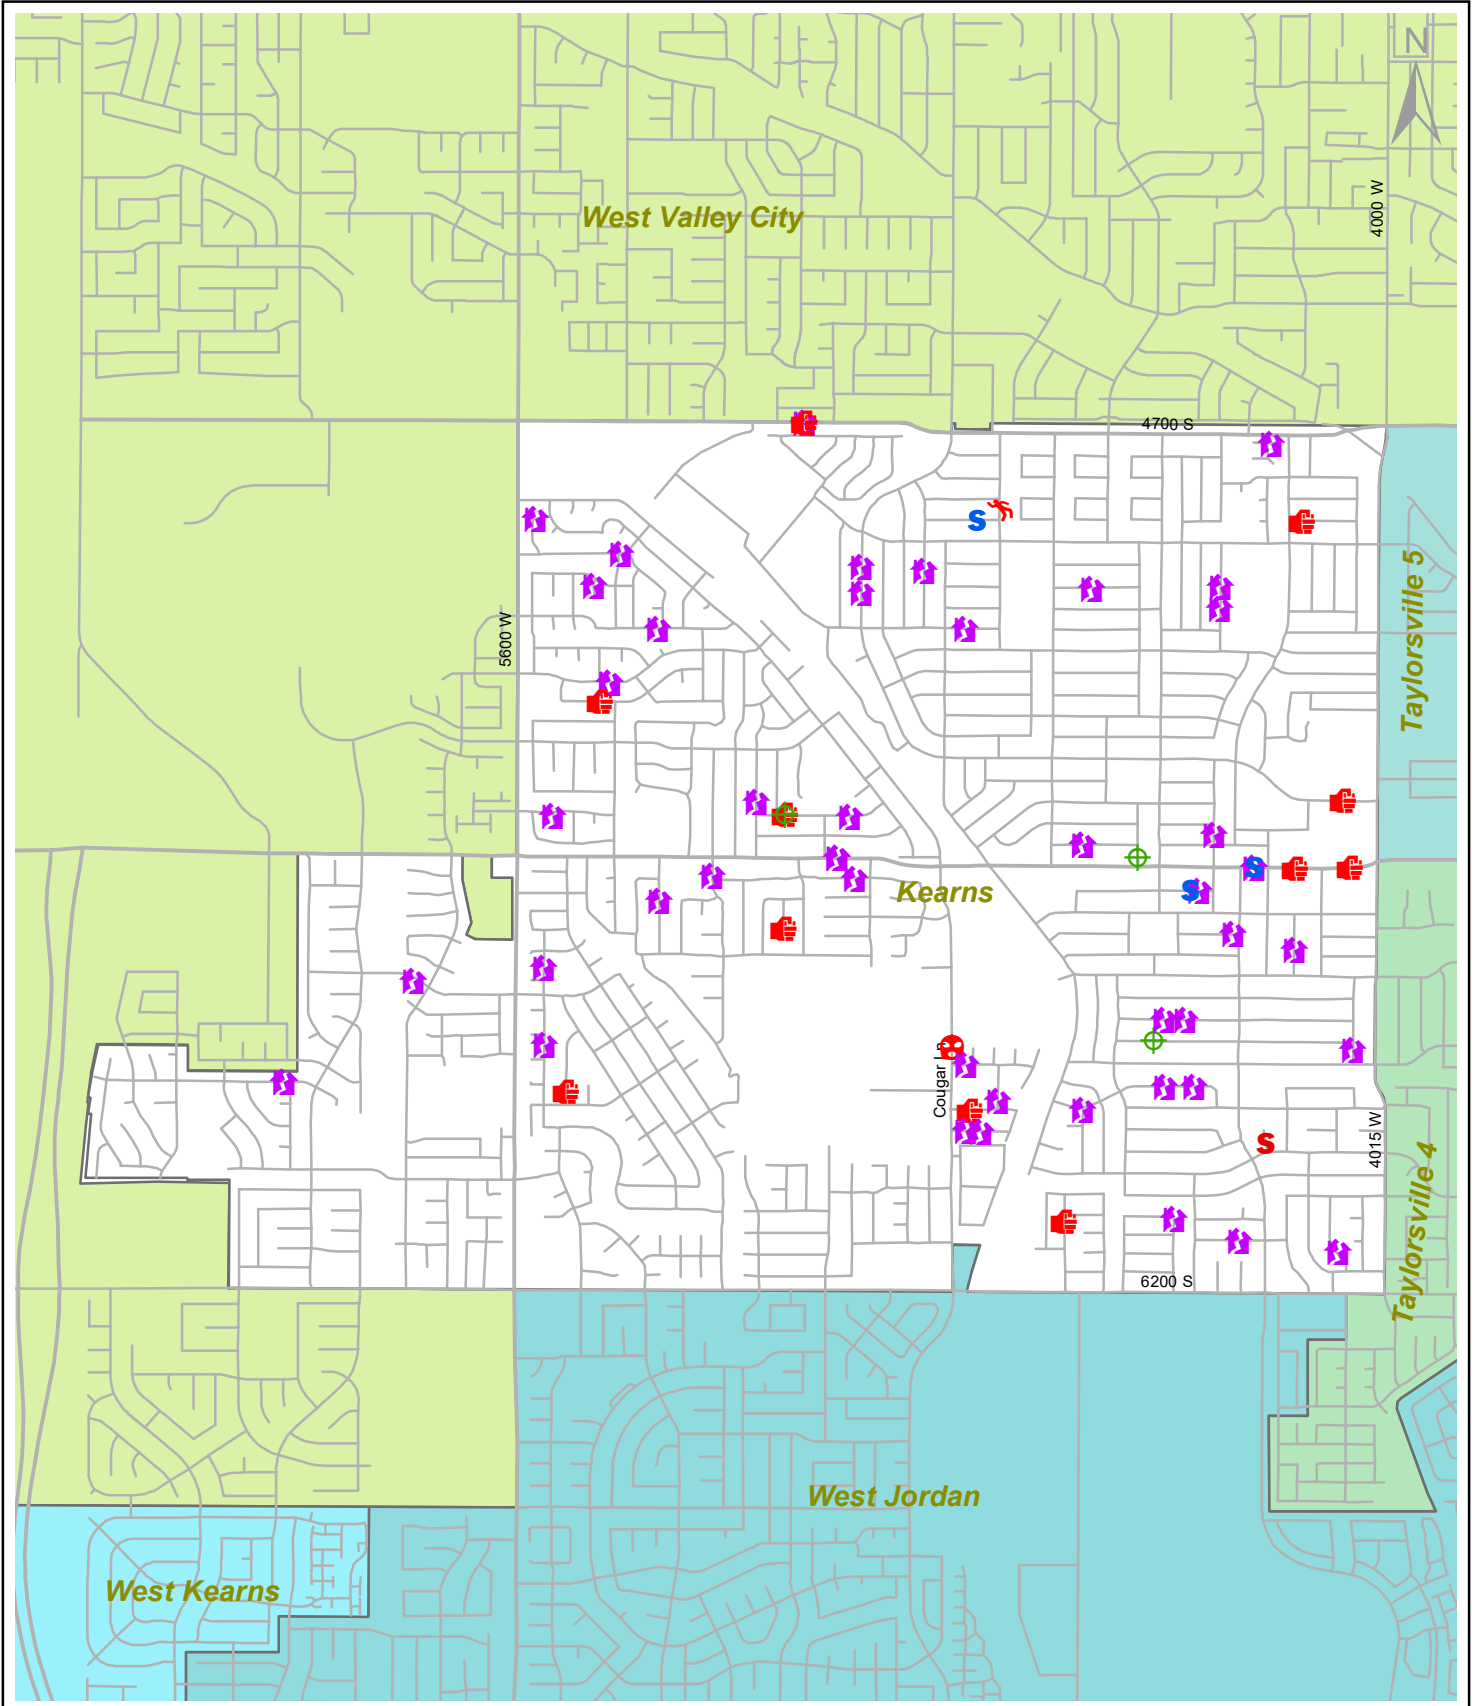 N
4000 W
West Valley City
4700 S
S
Taylorsville 5
5600 W
S
Kearns
S
Cougar Ln
4015 W
S
Taylorsville 4
6200 S
West Jordan
West Kearns